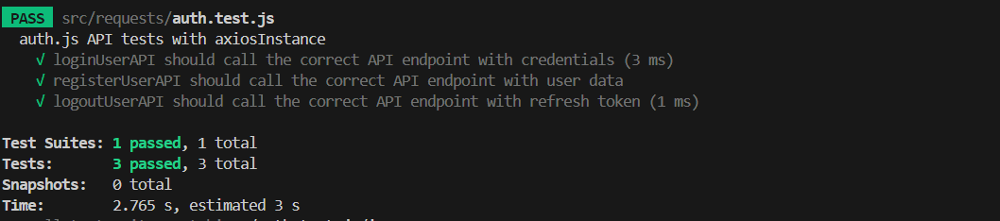 PASS src/requests/auth.test.js
auth.js API tests with axiosInstance
√ loginUserAPI should call the correct API endpoint with credentials (3 ms)
√ registerUserAPI should call the correct API endpoint with user data
√ logoutUserAPI should call the correct API endpoint with refresh token (1 ms)
Test Suites: 1 passed, 1 total
Tests: 3 passed, 3 total
Snapshots: 0 total
Time: 2.765 s, estimated 3 s